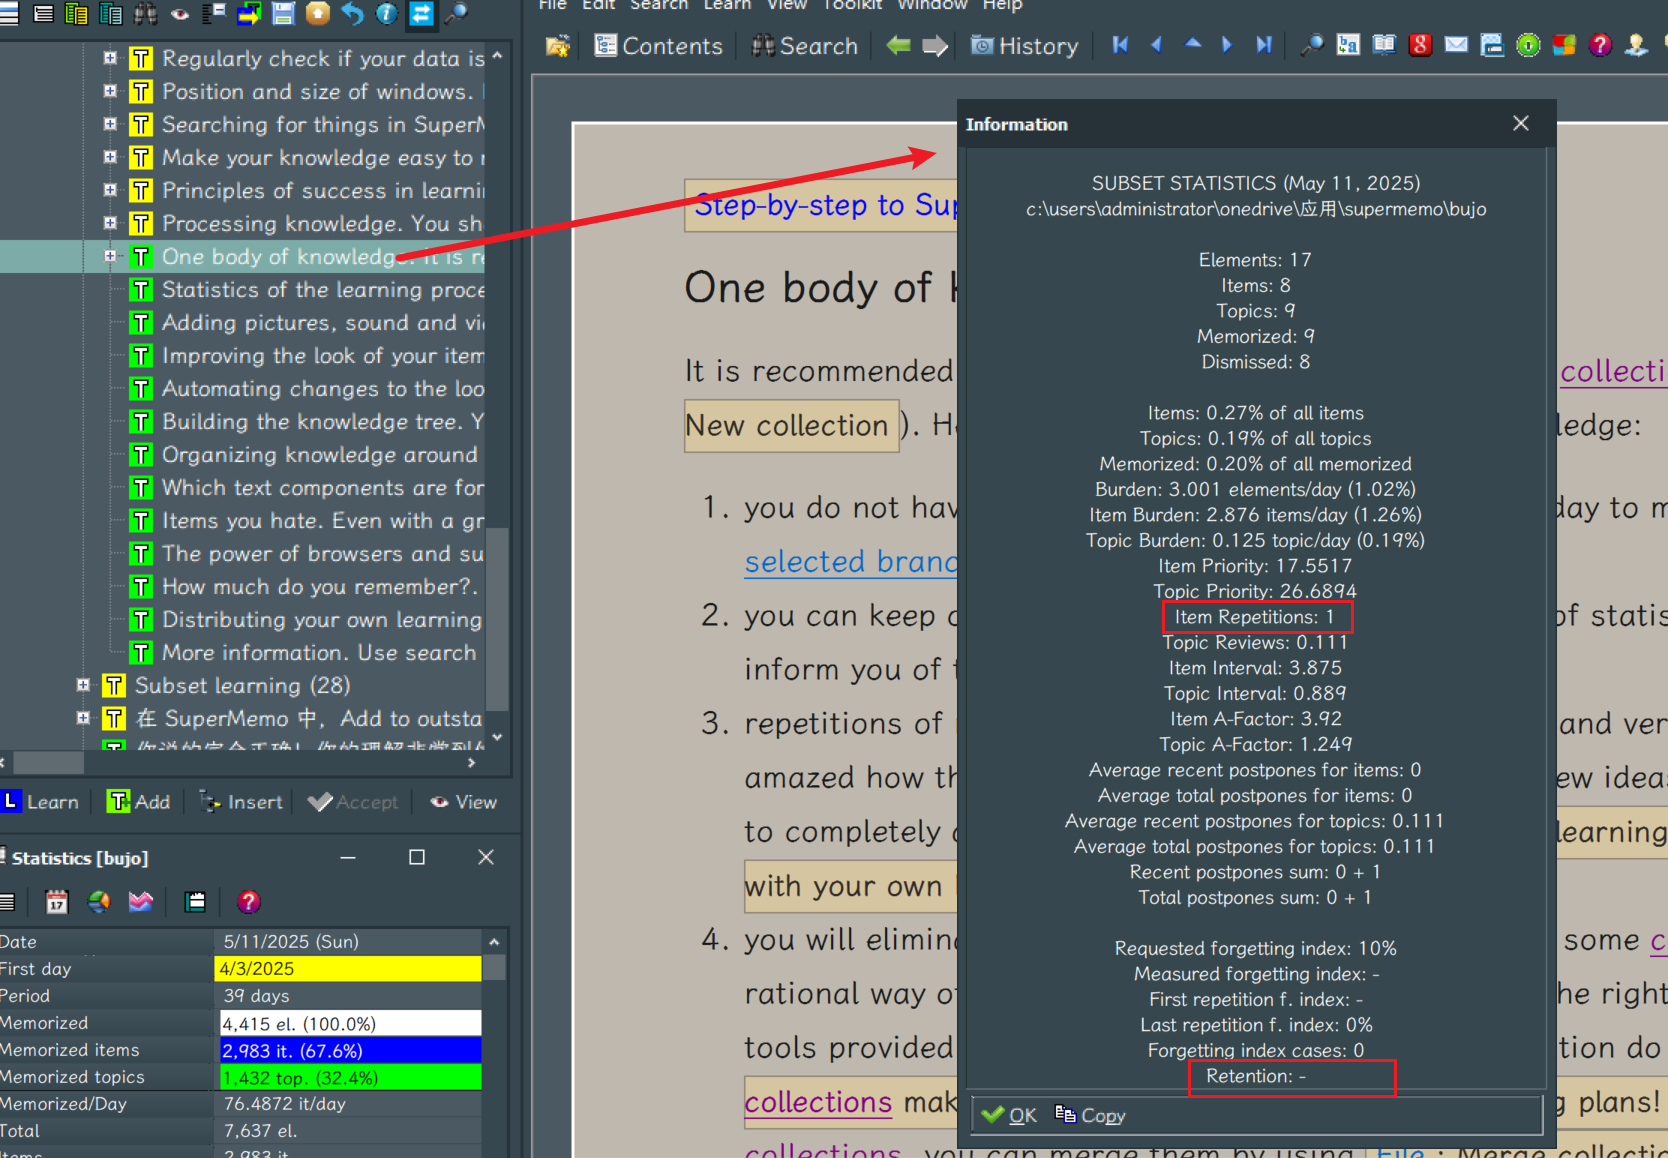 File Edit Search Learn View Toolkit Window Help
Contents Search History
Regularly check if your data is
Position and size of windows.
Searching for things in SuperM
Make your knowledge easy to r
Principles of success in learni
Processing knowledge. You sh
One body of knowledge. It is re
Statistics of the learning proce
Adding pictures, sound and vi
Improving the look of your item
Automating changes to the loo
Building the knowledge tree. Y
Organizing knowledge around
Which text components are for
Items you hate. Even with a gr
The power of browsers and su
How much do you remember?.
Distributing your own learning
More information. Use search
Subset learning (28)
在 SuperMemo 中，Add to outsta
Learn Add Insert Accept View
Statistics [bujo]
Date 5/11/2025 (Sun)
First day 4/3/2025
Period 39 days
Memorized 4,415 el. (100.0%)
Memorized items 2,983 it. (67.6%)
Memorized topics 1,432 top. (32.4%)
Memorized/Day 76.4872 it/day
Total 7,637 el.
Items 2,983 it.
Step-by-step to Sup
One body of k
It is recommended collecti
New collection ). He ledge:
1. you do not hav day to m
selected branc
2. you can keep of statis
inform you of
3. repetitions of and ver
amazed how th ew idea
to completely learning
with your own
4. you will elimina some c
rational way of he right
tools provided tion do
collections mak g plans!
collections, you can merge them by using File : Merge collectio
Information
SUBSET STATISTICS (May 11, 2025)
c:\users\administrator\onedrive\应用\supermemo\bujo
Elements: 17
Items: 8
Topics: 9
Memorized: 9
Dismissed: 8
Items: 0.27% of all items
Topics: 0.19% of all topics
Memorized: 0.20% of all memorized
Burden: 3.001 elements/day (1.02%)
Item Burden: 2.876 items/day (1.26%)
Topic Burden: 0.125 topic/day (0.19%)
Item Priority: 17.5517
Topic Priority: 26.6894
Item Repetitions: 1
Topic Reviews: 0.111
Item Interval: 3.875
Topic Interval: 0.889
Item A-Factor: 3.92
Topic A-Factor: 1.249
Average recent postpones for items: 0
Average total postpones for items: 0
Average recent postpones for topics: 0.111
Average total postpones for topics: 0.111
Recent postpones sum: 0 + 1
Total postpones sum: 0 + 1
Requested forgetting index: 10%
Measured forgetting index: -
First repetition f. index: -
Last repetition f. index: 0%
Forgetting index cases: 0
Retention: -
OK Copy